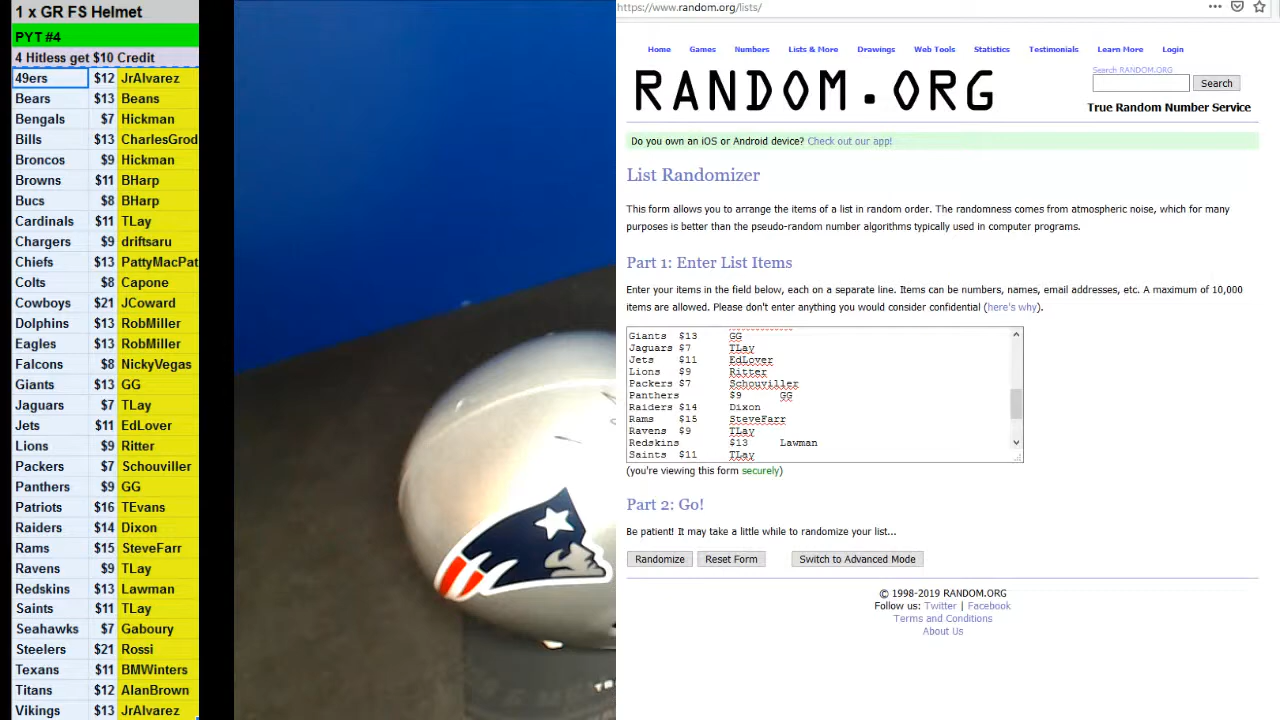 1 x GR FS Helmet
PYT #4
4 Hitless get $10 Credit
49ers $12 JrAlvarez
Bears $13 Beans
Bengals $7 Hickman
Bills $13 CharlesGrod
Broncos $9 Hickman
Browns $11 BHarp
Bucs $8 BHarp
Cardinals $11 TLay
Chargers $9 driftsaru
Chiefs $13 PattyMacPat
Colts $8 Capone
Cowboys $21 JCoward
Dolphins $13 RobMiller
Eagles $13 RobMiller
Falcons $8 NickyVegas
Giants $13 GG
Jaguars $7 TLay
Jets $11 EdLover
Lions $9 Ritter
Packers $7 Schouviller
Panthers $9 GG
Patriots $16 TEvans
Raiders $14 Dixon
Rams $15 SteveFarr
Ravens $9 TLay
Redskins $13 Lawman
Saints $11 TLay
Seahawks $7 Gaboury
Steelers $21 Rossi
Texans $11 BMWinters
Titans $12 AlanBrown
Vikings $13 JrAlvarez
https://www.random.org/lists/
Home Games Numbers Lists & More Drawings Web Tools Statistics Testimonials Learn More Login
RANDOM.ORG
Search RANDOM.ORG
Search
True Random Number Service
Do you own an iOS or Android device? Check out our app!
List Randomizer
This form allows you to arrange the items of a list in random order. The randomness comes from atmospheric noise, which for many
purposes is better than the pseudo-random number algorithms typically used in computer programs.
Part 1: Enter List Items
Enter your items in the field below, each on a separate line. Items can be numbers, names, email addresses, etc. A maximum of 10,000
items are allowed. Please don't enter anything you would consider confidential (here's why).
Giants $13 GG
Jaguars $7 TLay
Jets $11 EdLover
Lions $9 Ritter
Packers $7 Schouviller
Panthers $9 GG
Raiders $14 Dixon
Rams $15 SteveFarr
Ravens $9 TLay
Redskins $13 Lawman
Saints $11 TLay
(you're viewing this form securely)
Part 2: Go!
Be patient! It may take a little while to randomize your list...
Randomize Reset Form Switch to Advanced Mode
© 1998-2019 RANDOM.ORG
Follow us: Twitter | Facebook
Terms and Conditions
About Us